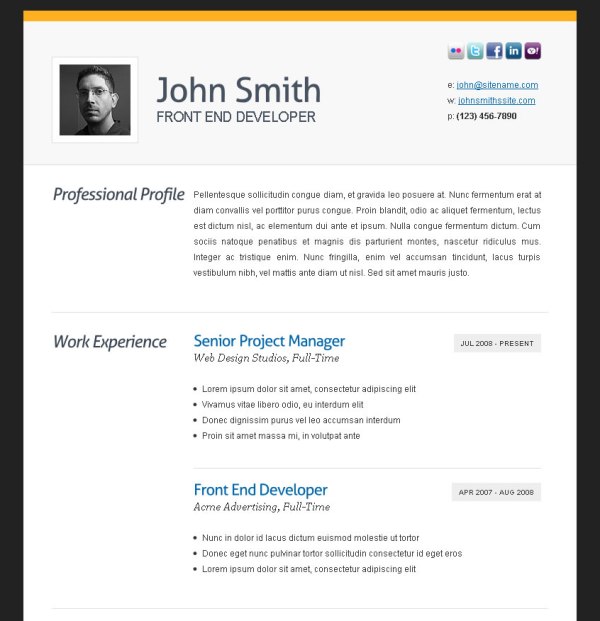 John Smith
FRONT END DEVELOPER
e: john@sitename.com
w: johnsmithssite.com
p: (123) 456-7890
Professional Profile
Pellentesque sollicitudin congue diam, et gravida leo posuere at. Nunc fermentum erat at
diam convallis vel porttitor purus congue. Proin blandit, odio ac aliquet fermentum, lectus
est dictum nisl, ac elementum dui ante et ipsum. Nulla congue fermentum dictum. Cum
sociis natoque penatibus et magnis dis parturient montes, nascetur ridiculus mus.
Integer ac tristique enim. Nunc fringilla, enim vel accumsan tincidunt, lacus turpis
vestibulum nibh, vel mattis ante diam ut nisl. Sed sit amet mauris justo.
Work Experience
Senior Project Manager
JUL 2008 - PRESENT
Web Design Studios, Full-Time
• Lorem ipsum dolor sit amet, consectetur adipiscing elit
• Vivamus vitae libero odio, eu interdum elit
• Donec dignissim purus vel leo accumsan interdum
• Proin sit amet massa mi, in volutpat ante
Front End Developer
APR 2007 - AUG 2008
Acme Advertising, Full-Time
• Nunc in dolor id lacus dictum euismod molestie ut tortor
• Donec eget nunc pulvinar tortor sollicitudin consectetur id eget eros
• Lorem ipsum dolor sit amet, consectetur adipiscing elit